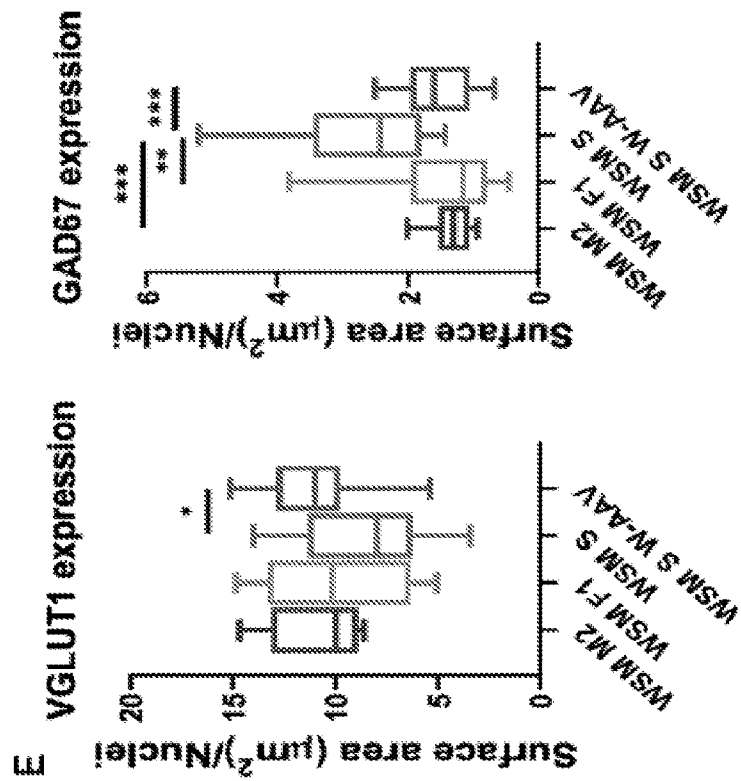 E
VGLUT1 expression
*
Surface area (μm²)/Nuclei
20
15
10
5
0
WSM M2
WSM F1
WSM S
WSM S W-AAV
GAD67 expression
***
**
***
Surface area (μm²)/Nuclei
6
4
2
0
WSM M2
WSM F1
WSM S
WSM S W-AAV